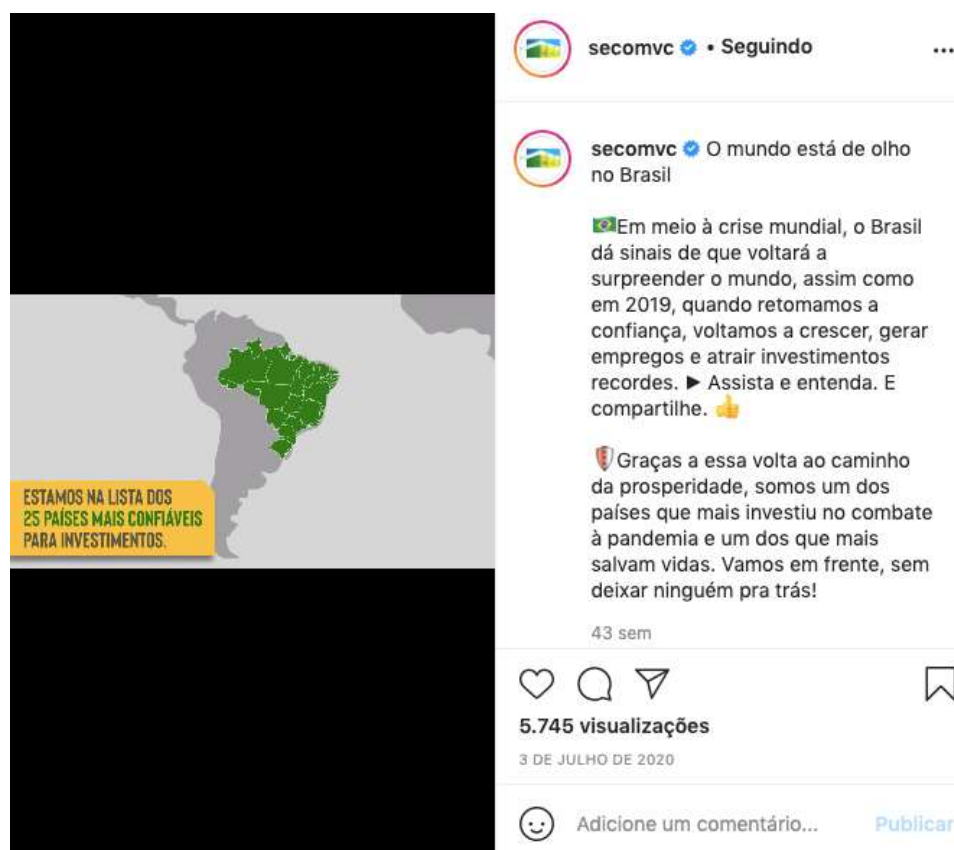 secomvc • Seguindo
secomvc O mundo está de olho
no Brasil
Em meio à crise mundial, o Brasil
dá sinais de que voltará a
surpreender o mundo, assim como
em 2019, quando retomamos a
confiança, voltamos a crescer, gerar
empregos e atrair investimentos
recordes. ► Assista e entenda. E
compartilhe. 👍
Graças a essa volta ao caminho
da prosperidade, somos um dos
países que mais investiu no combate
à pandemia e um dos que mais
salvam vidas. Vamos em frente, sem
deixar ninguém pra trás!
43 sem
ESTAMOS NA LISTA DOS
25 PAÍSES MAIS CONFIÁVEIS
PARA INVESTIMENTOS.
5.745 visualizações
3 DE JULHO DE 2020
Adicione um comentário...
Publicar